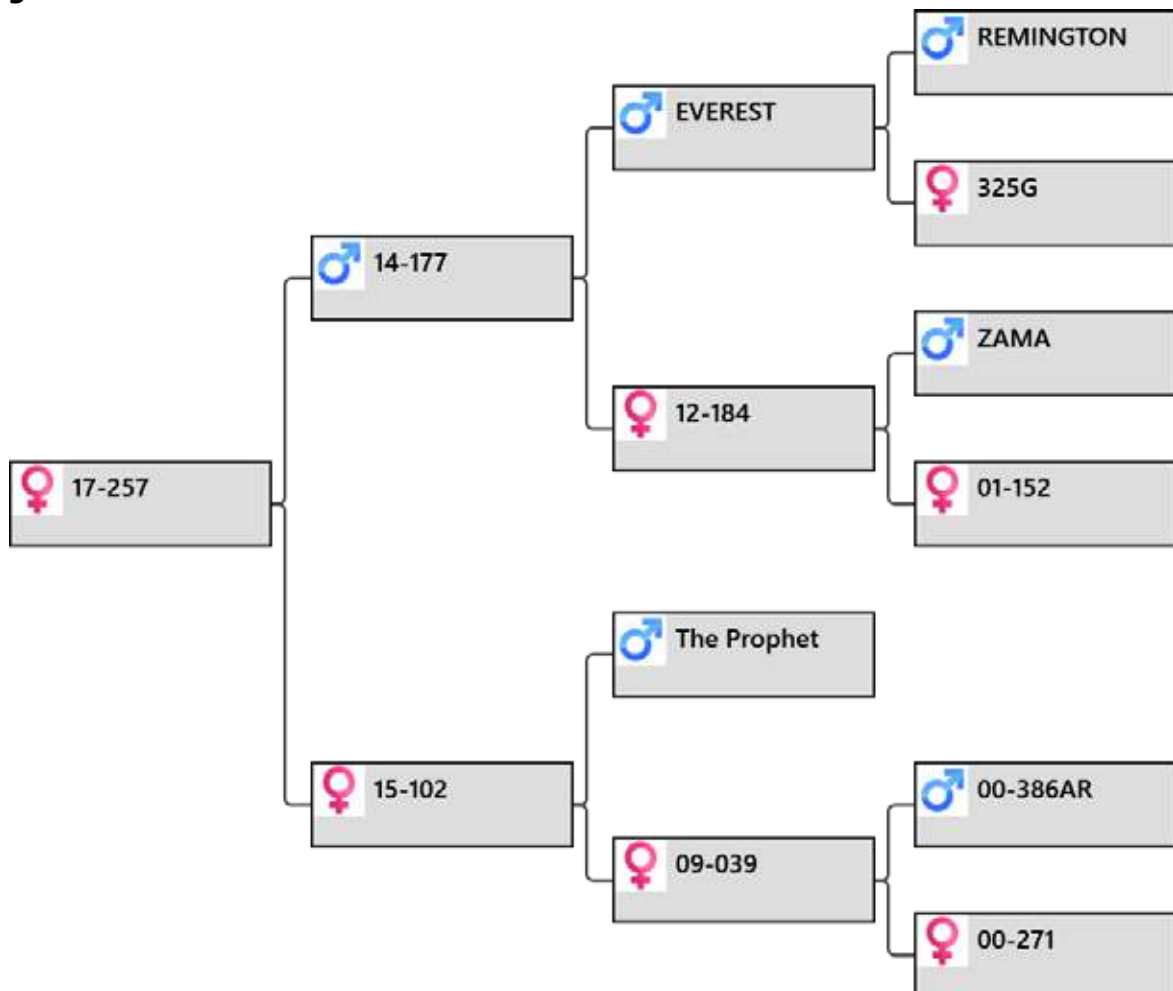 REMINGTON
EVEREST
325G
14-177
ZAMA
12-184
01-152
17-257
The Prophet
15-102
00-386AR
09-039
00-271